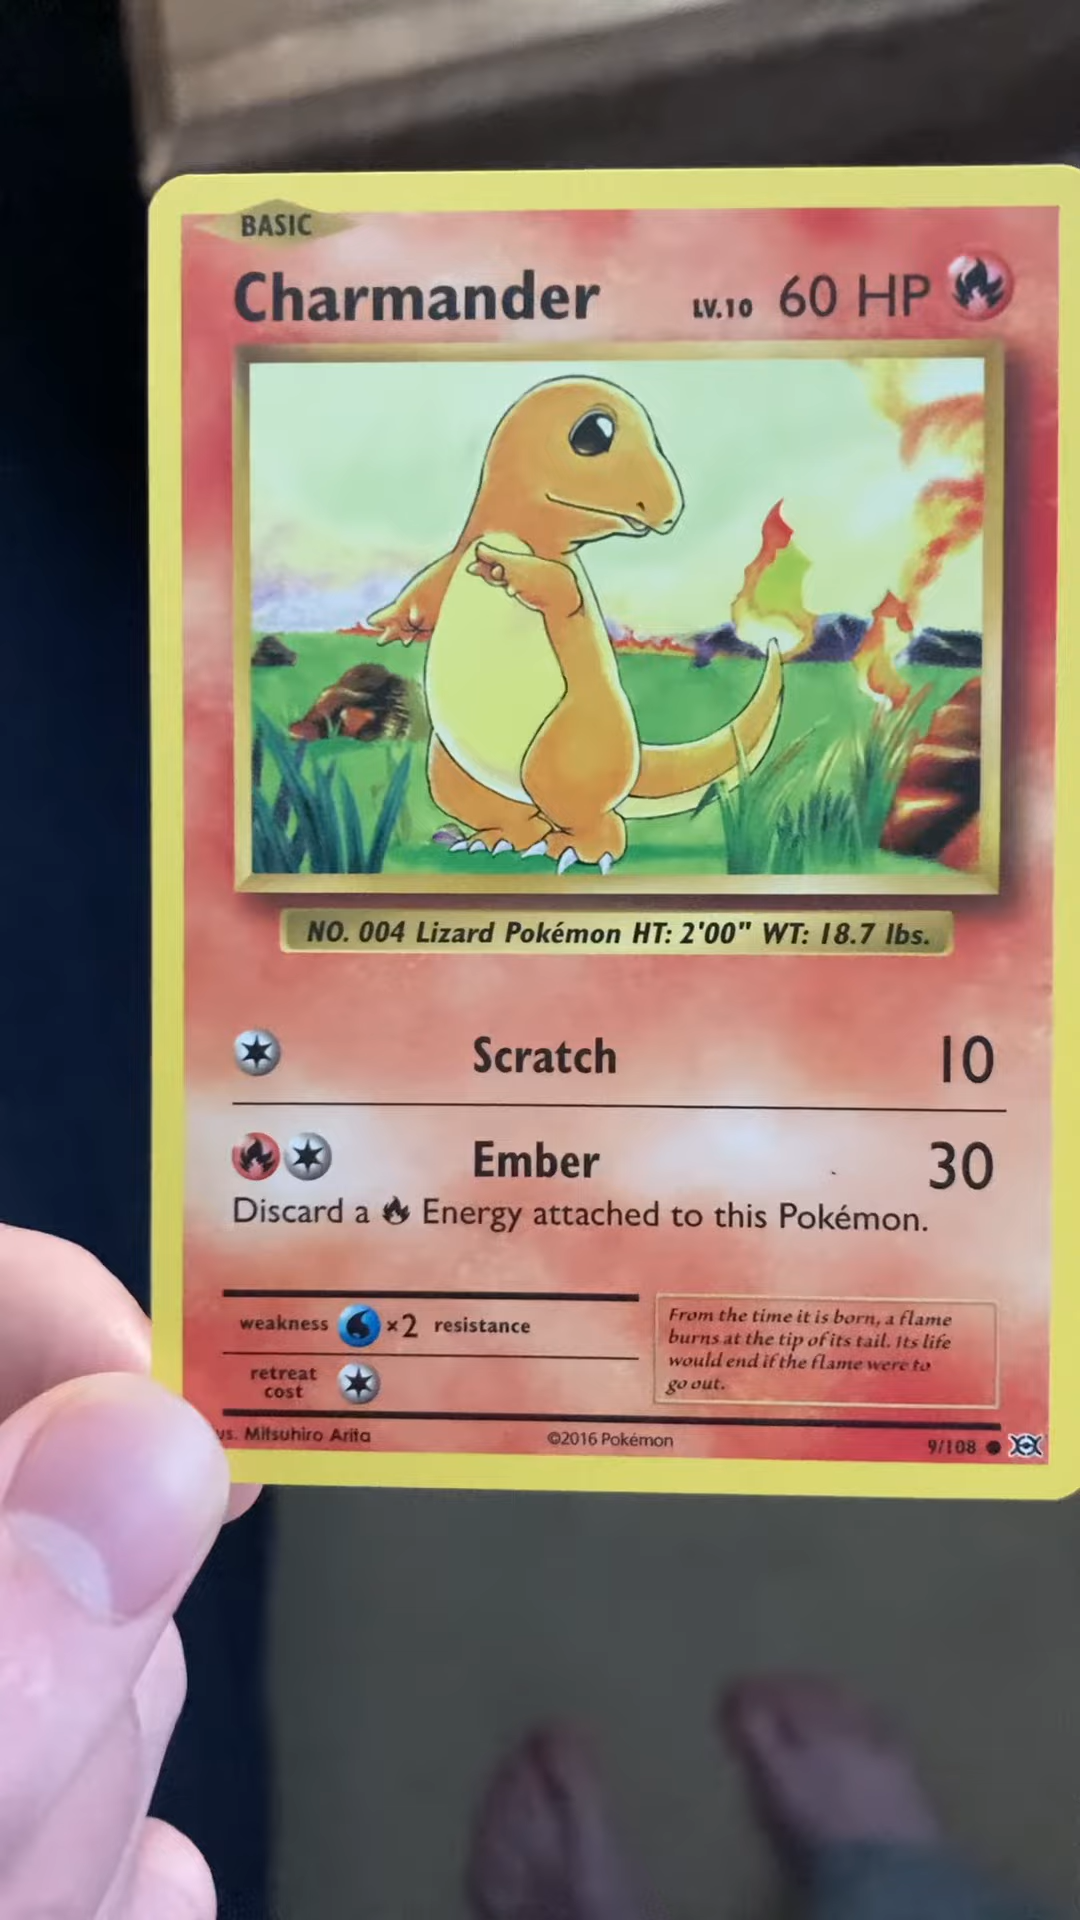 BASIC
Charmander LV.10 60 HP
NO. 004 Lizard Pokémon HT: 2'00" WT: 18.7 lbs.
Scratch 10
Ember 30
Discard a Energy attached to this Pokémon.
weakness ×2 resistance
retreat
cost
From the time it is born, a flame
burns at the tip of its tail. Its life
would end if the flame were to
go out.
us. Mitsuhiro Arita ©2016 Pokémon 9/108